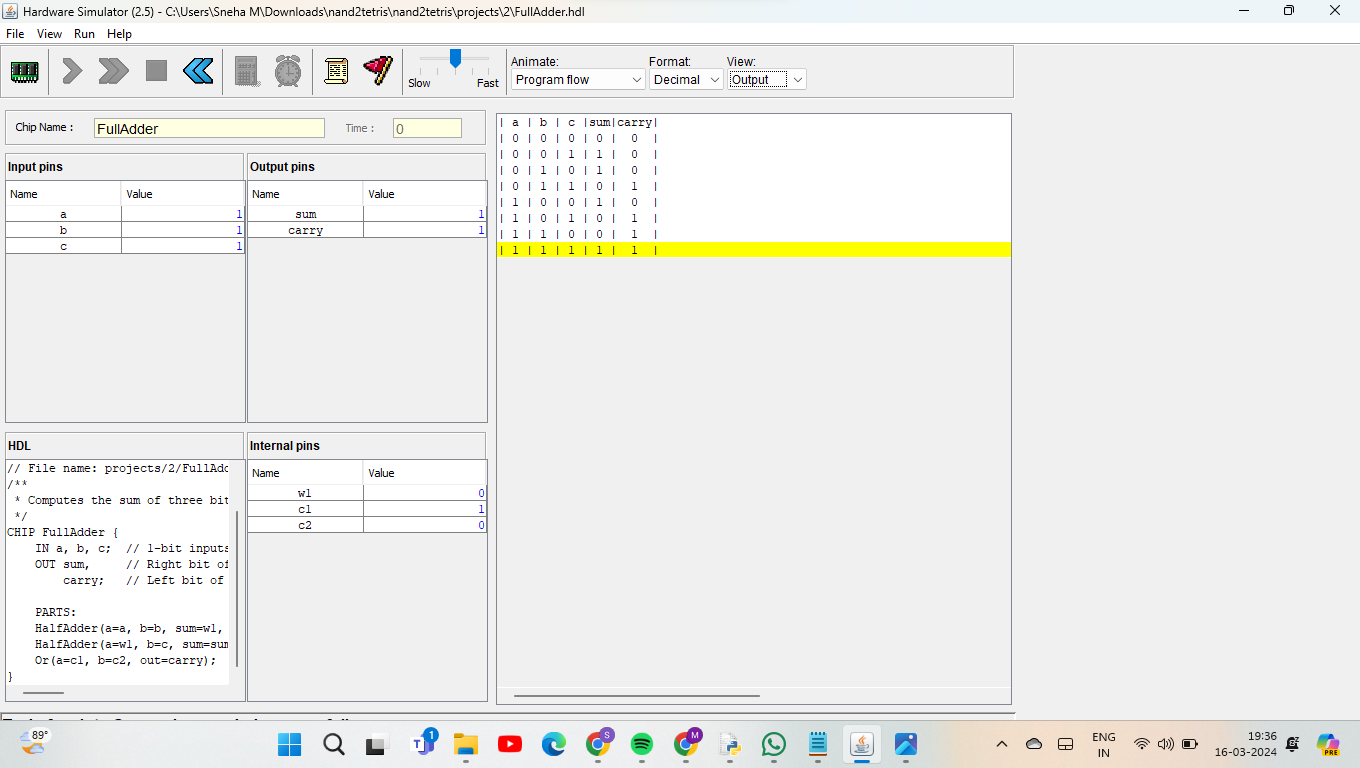 Hardware Simulator (2.5) - C:\Users\Sneha M\Downloads\nand2tetris\nand2tetris\projects\2\FullAdder.hdl
File View Run Help
Slow Fast
Animate: Format: View:
Program flow Decimal Output
Chip Name : FullAdder Time : 0
Input pins
Name Value
a 1
b 1
c 1
Output pins
Name Value
sum 1
carry 1
| a | b | c |sum|carry|
| 0 | 0 | 0 | 0 | 0 |
| 0 | 0 | 1 | 1 | 0 |
| 0 | 1 | 0 | 1 | 0 |
| 0 | 1 | 1 | 0 | 1 |
| 1 | 0 | 0 | 1 | 0 |
| 1 | 0 | 1 | 0 | 1 |
| 1 | 1 | 0 | 0 | 1 |
| 1 | 1 | 1 | 1 | 1 |
HDL
// File name: projects/2/FullAdd
/**
* Computes the sum of three bit
*/
CHIP FullAdder {
IN a, b, c; // 1-bit inputs
OUT sum, // Right bit of
carry; // Left bit of
PARTS:
HalfAdder(a=a, b=b, sum=w1,
HalfAdder(a=w1, b=c, sum=sum
Or(a=c1, b=c2, out=carry);
}
Internal pins
Name Value
w1 0
c1 1
c2 0
89°
1
S
M
PRE
ENG
IN
19:36
16-03-2024